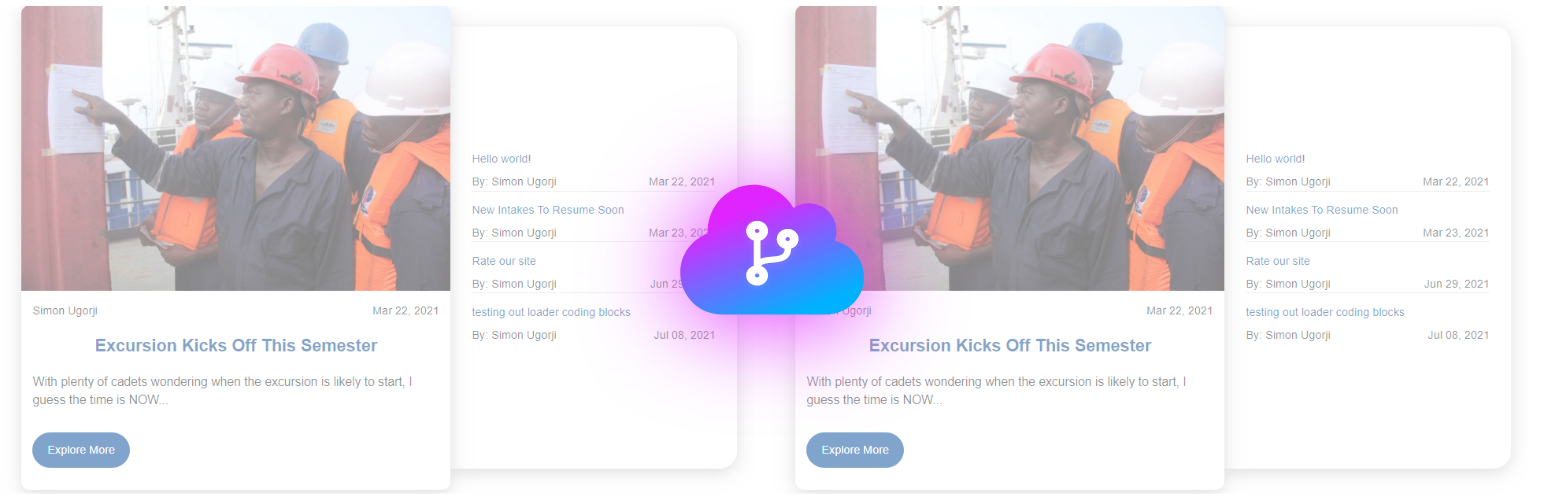 Simon Ugorji
Mar 22, 2021
Excursion Kicks Off This Semester
With plenty of cadets wondering when the excursion is likely to start, I
guess the time is NOW...
Explore More
Hello world!
By: Simon Ugorji Mar 22, 2021
New Intakes To Resume Soon
By: Simon Ugorji Mar 23, 2021
Rate our site
By: Simon Ugorji Jun
testing out loader coding blocks
By: Simon Ugorji Jul 08, 2021
Ugorji
Mar 22, 2021
Excursion Kicks Off This Semester
With plenty of cadets wondering when the excursion is likely to start, I
guess the time is NOW...
Explore More
Hello world!
By: Simon Ugorji Mar 22, 2021
New Intakes To Resume Soon
By: Simon Ugorji Mar 23, 2021
Rate our site
By: Simon Ugorji Jun 29, 2021
testing out loader coding blocks
By: Simon Ugorji Jul 08, 2021